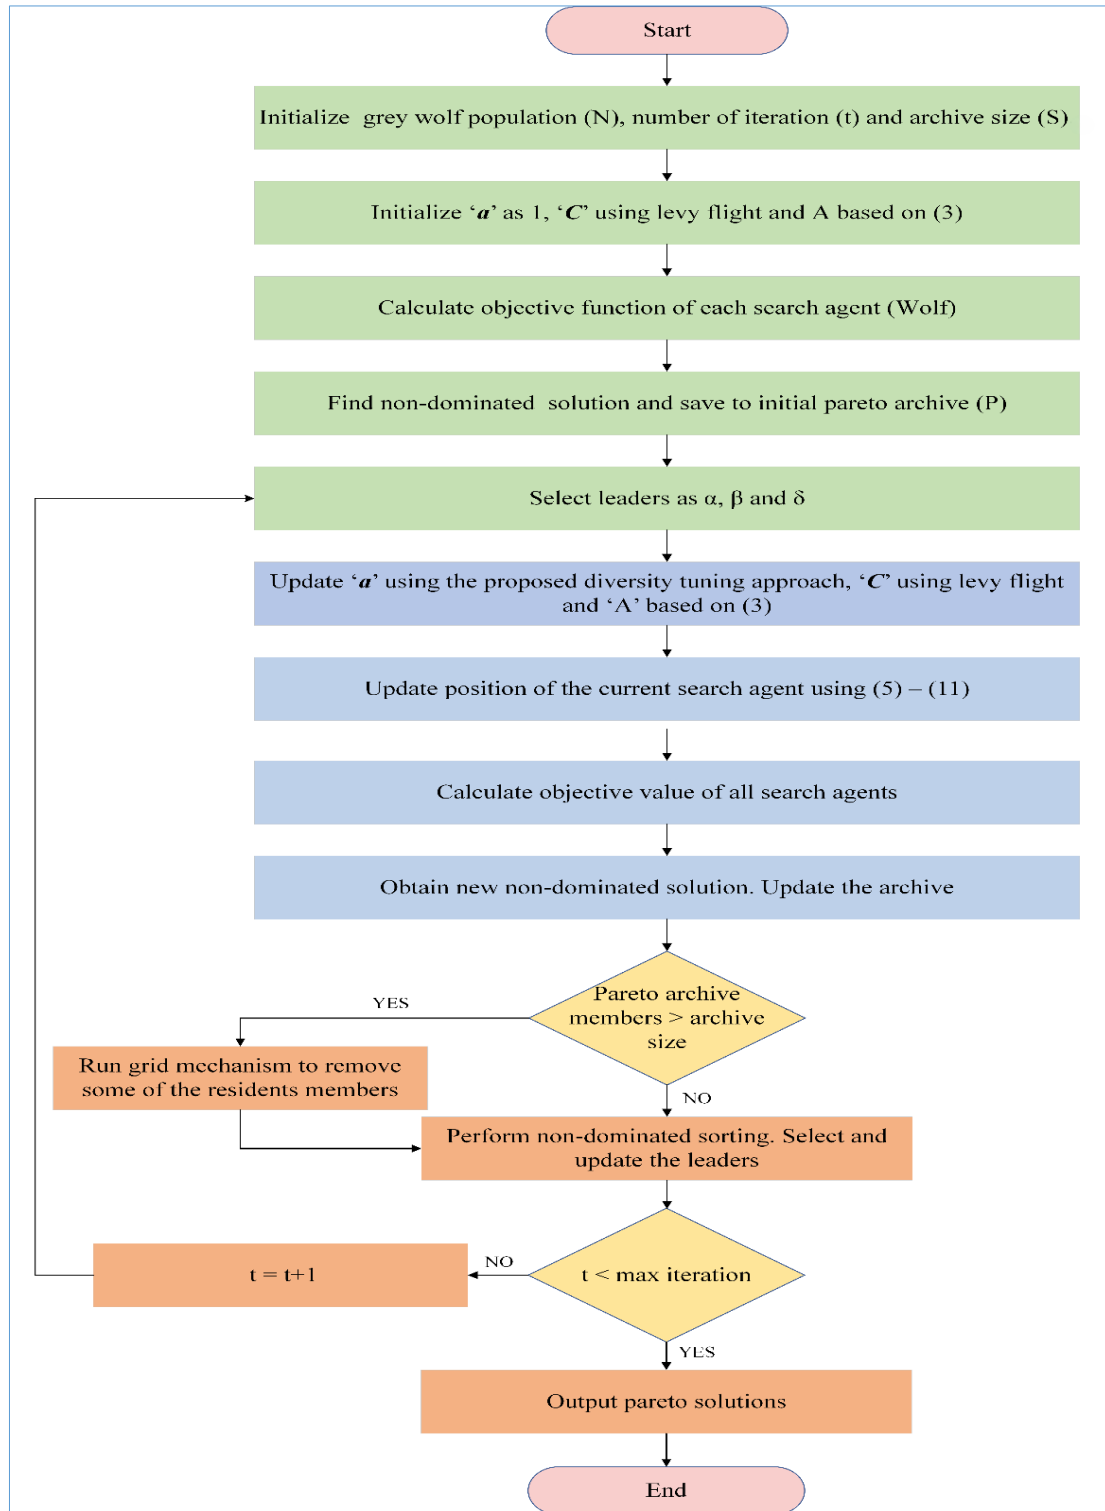 Start
Initialize grey wolf population (N), number of iteration (t) and archive size (S)
Initialize ‘a’ as 1, ‘C’ using levy flight and A based on (3)
Calculate objective function of each search agent (Wolf)
Find non-dominated solution and save to initial pareto archive (P)
Select leaders as α, β and δ
Update ‘a’ using the proposed diversity tuning approach, ‘C’ using levy flight
and ‘A’ based on (3)
Update position of the current search agent using (5) – (11)
Calculate objective value of all search agents
Obtain new non-dominated solution. Update the archive
Pareto archive
members > archive
size
YES
Run grid mechanism to remove
some of the residents members
NO
Perform non-dominated sorting. Select and
update the leaders
t < max iteration
NO
t = t+1
YES
Output pareto solutions
End